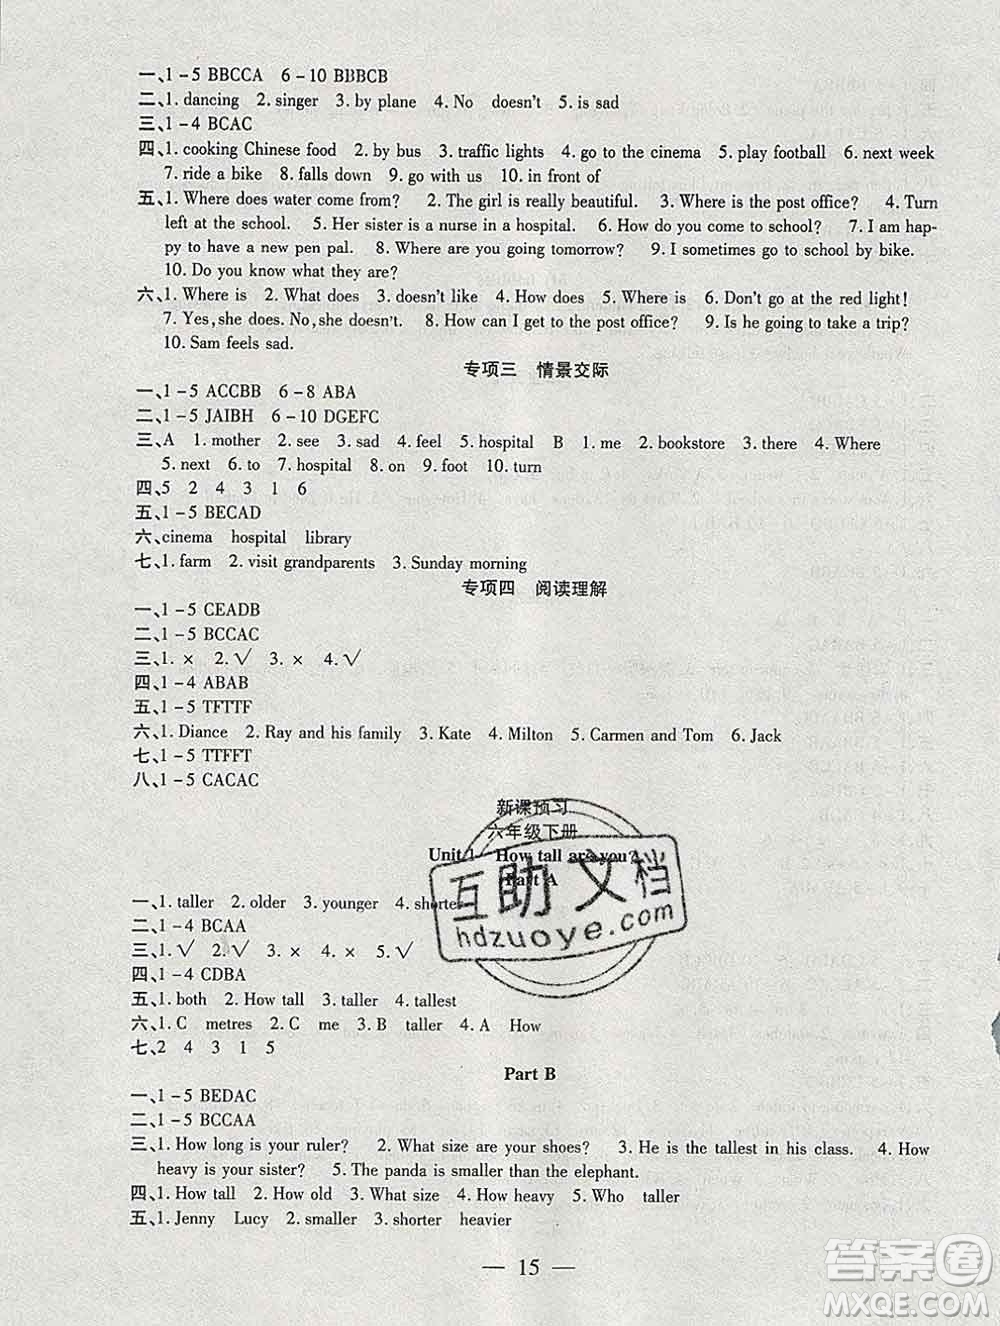 一、1－5 BBCCA 6－10 BBBCB
二、1. dancing 2. singer 3. by plane 4. No doesn't 5. is sad
三、1－4 BCAC
四、1. cooking Chinese food 2. by bus 3. traffic lights 4. go to the cinema 5. play football 6. next week
7. ride a bike 8. falls down 9. go with us 10. in front of
五、1. Where does water come from? 2. The girl is really beautiful. 3. Where is the post office? 4. Turn
left at the school. 5. Her sister is a nurse in a hospital. 6. How do you come to school? 7. I am hap-
py to have a new pen pal. 8. Where are you going tomorrow? 9. I sometimes go to school by bike.
10. Do you know what they are?
六、1. Where is 2. What does 3. doesn't like 4. How does 5. Where is 6. Don't go at the red light!
7. Yes,she does. No,she doesn't. 8. How can I get to the post office? 9. Is he going to take a trip?
10. Sam feels sad.
专项三 情景交际
一、1－5 ACCBB 6－8 ABA
二、1－5 JAIBH 6－10 DGEFC
三、A 1. mother 2. see 3. sad 4. feel 5. hospital B 1. me 2. bookstore 3. there 4. Where
5. next 6. to 7. hospital 8. on 9. foot 10. turn
四、5 2 4 3 1 6
五、1－5 BECAD
六、cinema hospital library
七、1. farm 2. visit grandparents 3. Sunday morning
专项四 阅读理解
一、1－5 CEADB
二、1－5 BCCAC
三、1. × 2. √ 3. × 4. √
四、1－4 ABAB
五、1－5 TFTTF
六、1. Diance 2. Ray and his family 3. Kate 4. Milton 5. Carmen and Tom 6. Jack
七、1－5 TTFFT
八、1－5 CACAC
新课预习
六年级下册
Unit 1 How tall are you?
Part A
互助文档
hdzuoye.com
一、1. taller 2. older 3. younger 4. shorter
二、1－4 BCAA
三、1. √ 2. √ 3. × 4. × 5. √
四、1－4 CDBA
五、1. both 2. How tall 3. taller 4. tallest
六、1. C metres 2. C me 3. B taller 4. A How
七、2 4 3 1 5
Part B
一、1－5 BEDAC
二、1－5 BCCAA
三、1. How long is your ruler? 2. What size are your shoes? 3. He is the tallest in his class. 4. How
heavy is your sister? 5. The panda is smaller than the elephant.
四、1. How tall 2. How old 3. What size 4. How heavy 5. Who taller
五、1. Jenny Lucy 2. smaller 3. shorter heavier
— 15 —
答案圈
MXQE.COM